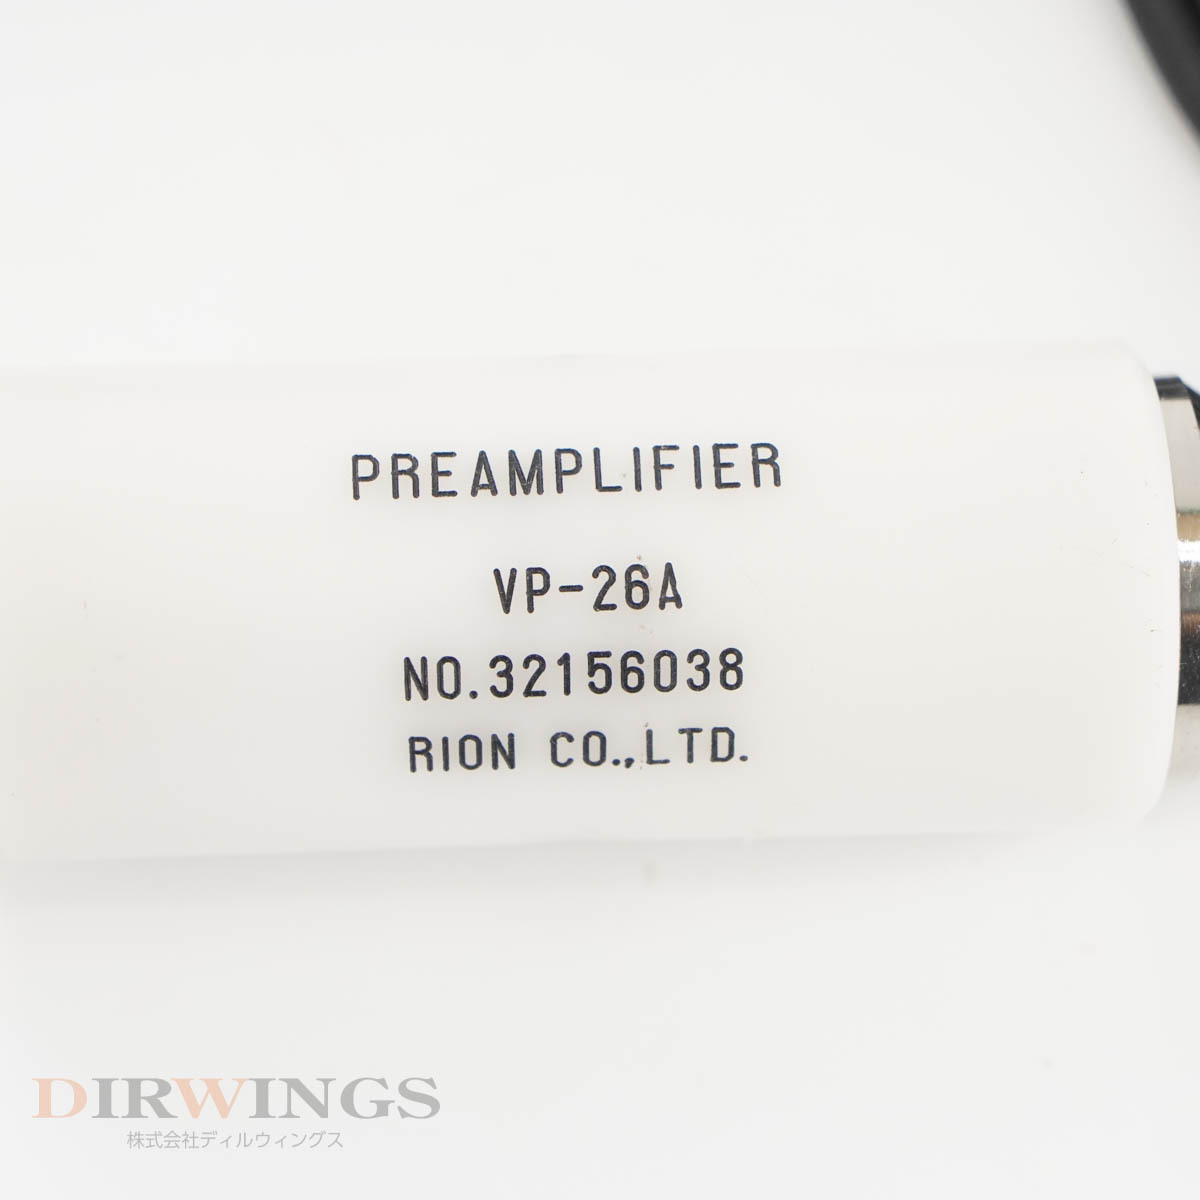 PREAMPLIFIER
VP-26A
NO.32156038
RION CO.,LTD.
DIRWINGS
株式会社ディルウィングス